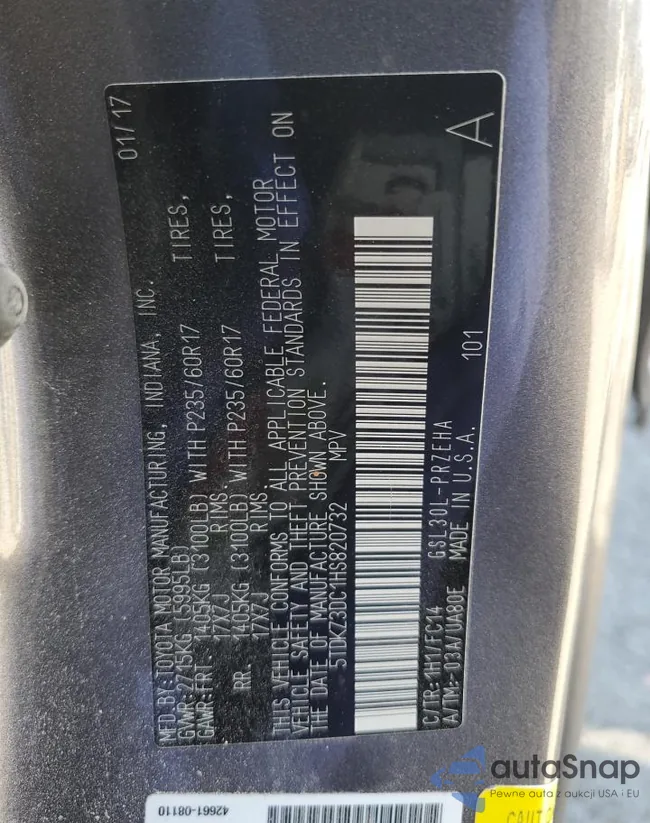 MFD.BY:TOYOTA MOTOR MANUFACTURING, INDIANA, INC. 01/17
GVWR:2715KG (5995LB)
GAWR:FRT. 1405KG (3100LB) WITH P235/60R17 TIRES,
17X7J RIMS
RR. 1405KG (3100LB) WITH P235/60R17 TIRES,
17X7J RIMS
THIS VEHICLE CONFORMS TO ALL APPLICABLE FEDERAL MOTOR
VEHICLE SAFETY AND THEFT PREVENTION STANDARDS IN EFFECT ON
THE DATE OF MANUFACTURE SHOWN ABOVE.
5TDKZ3DC1HS820732 MPV
C/TR:1H1/FC14 GSL30L-PRZEHA
A/TM:-03A/UA80E MADE IN U.S.A. 101
A
42661-08110
CAUT
autoSnap
Pewne auta z aukcji USA i EU